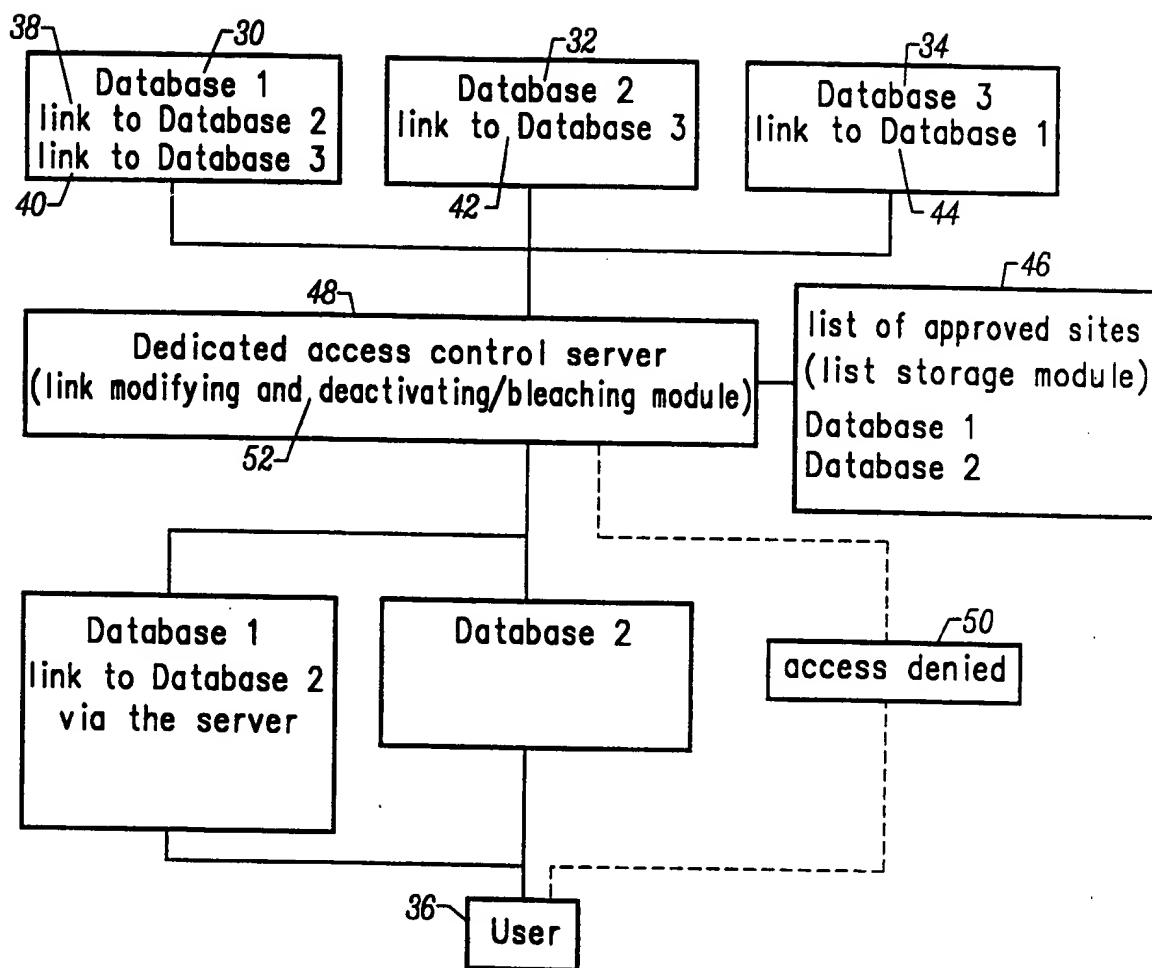 38
30
Database 1
link to Database 2
link to Database 3
40
32
Database 2
link to Database 3
42
34
Database 3
link to Database 1
44
48
Dedicated access control server
(link modifying and deactivating/bleaching module)
52
46
list of approved sites
(list storage module)
Database 1
Database 2
Database 1
link to Database 2
via the server
Database 2
50
access denied
36
User